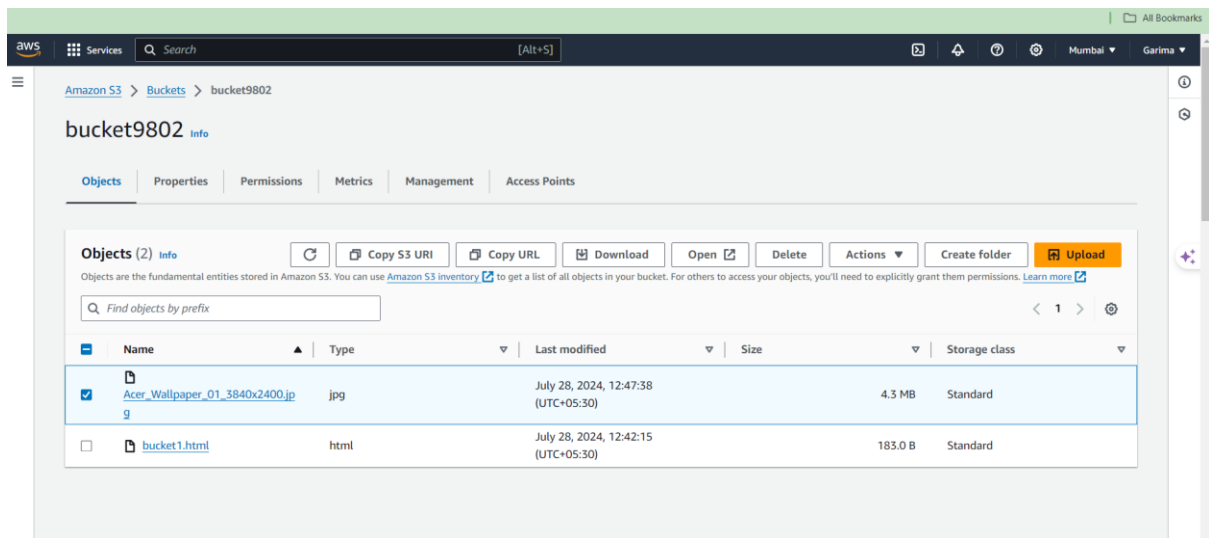 All Bookmarks
aws Services Search [Alt+S] Mumbai ▼ Garima ▼
Amazon S3 > Buckets > bucket9802
bucket9802 Info
Objects Properties Permissions Metrics Management Access Points
Objects (2) Info Copy S3 URI Copy URL Download Open Delete Actions ▼ Create folder Upload
Objects are the fundamental entities stored in Amazon S3. You can use Amazon S3 inventory to get a list of all objects in your bucket. For others to access your objects, you'll need to explicitly grant them permissions. Learn more
Find objects by prefix
< 1 >
Name Type Last modified Size Storage class
Acer_Wallpaper_01_3840x2400.jp
g
jpg
July 28, 2024, 12:47:38
(UTC+05:30)
4.3 MB
Standard
bucket1.html
html
July 28, 2024, 12:42:15
(UTC+05:30)
183.0 B
Standard